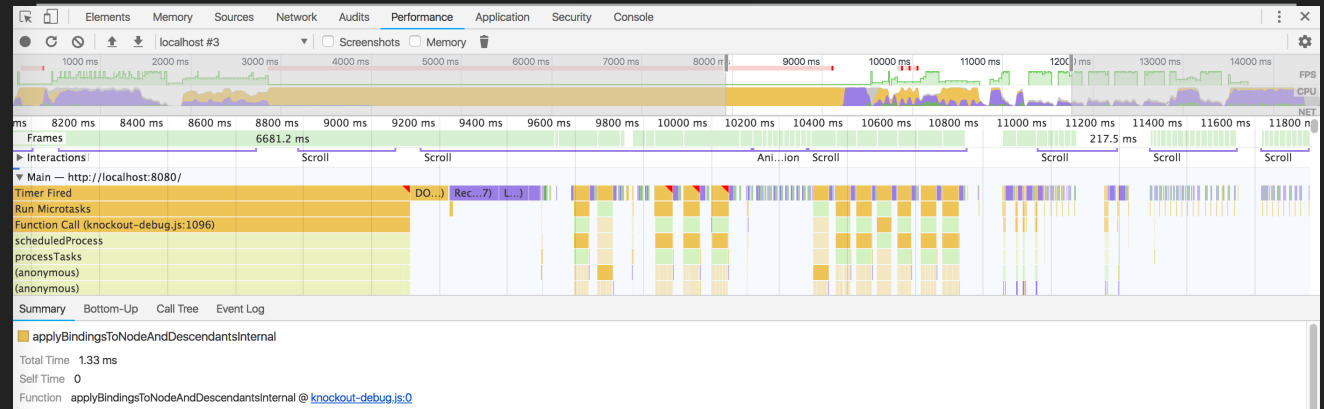 Elements Memory Sources Network Audits Performance Application Security Console
localhost #3 Screenshots Memory
1000 ms 2000 ms 3000 ms 4000 ms 5000 ms 6000 ms 7000 ms 8000 m 9000 ms 10000 ms 11000 ms 1200 ms 13000 ms 14000 ms
FPS
CPU
NET
ms 8200 ms 8400 ms 8600 ms 8800 ms 9000 ms 9200 ms 9400 ms 9600 ms 9800 ms 10000 ms 10200 ms 10400 ms 10600 ms 10800 ms 11000 ms 11200 ms 11400 ms 11600 ms 11800 n
Frames 6681.2 ms 217.5 ms
Interactions Scroll Scroll Ani...ion Scroll Scroll Scroll Scroll
Main — http://localhost:8080/
Timer Fired DO...) Rec...7) L...)
Run Microtasks
Function Call (knockout-debug.js:1096)
scheduledProcess
processTasks
(anonymous)
(anonymous)
Summary Bottom-Up Call Tree Event Log
applyBindingsToNodeAndDescendantsInternal
Total Time 1.33 ms
Self Time 0
Function applyBindingsToNodeAndDescendantsInternal @ knockout-debug.js:0